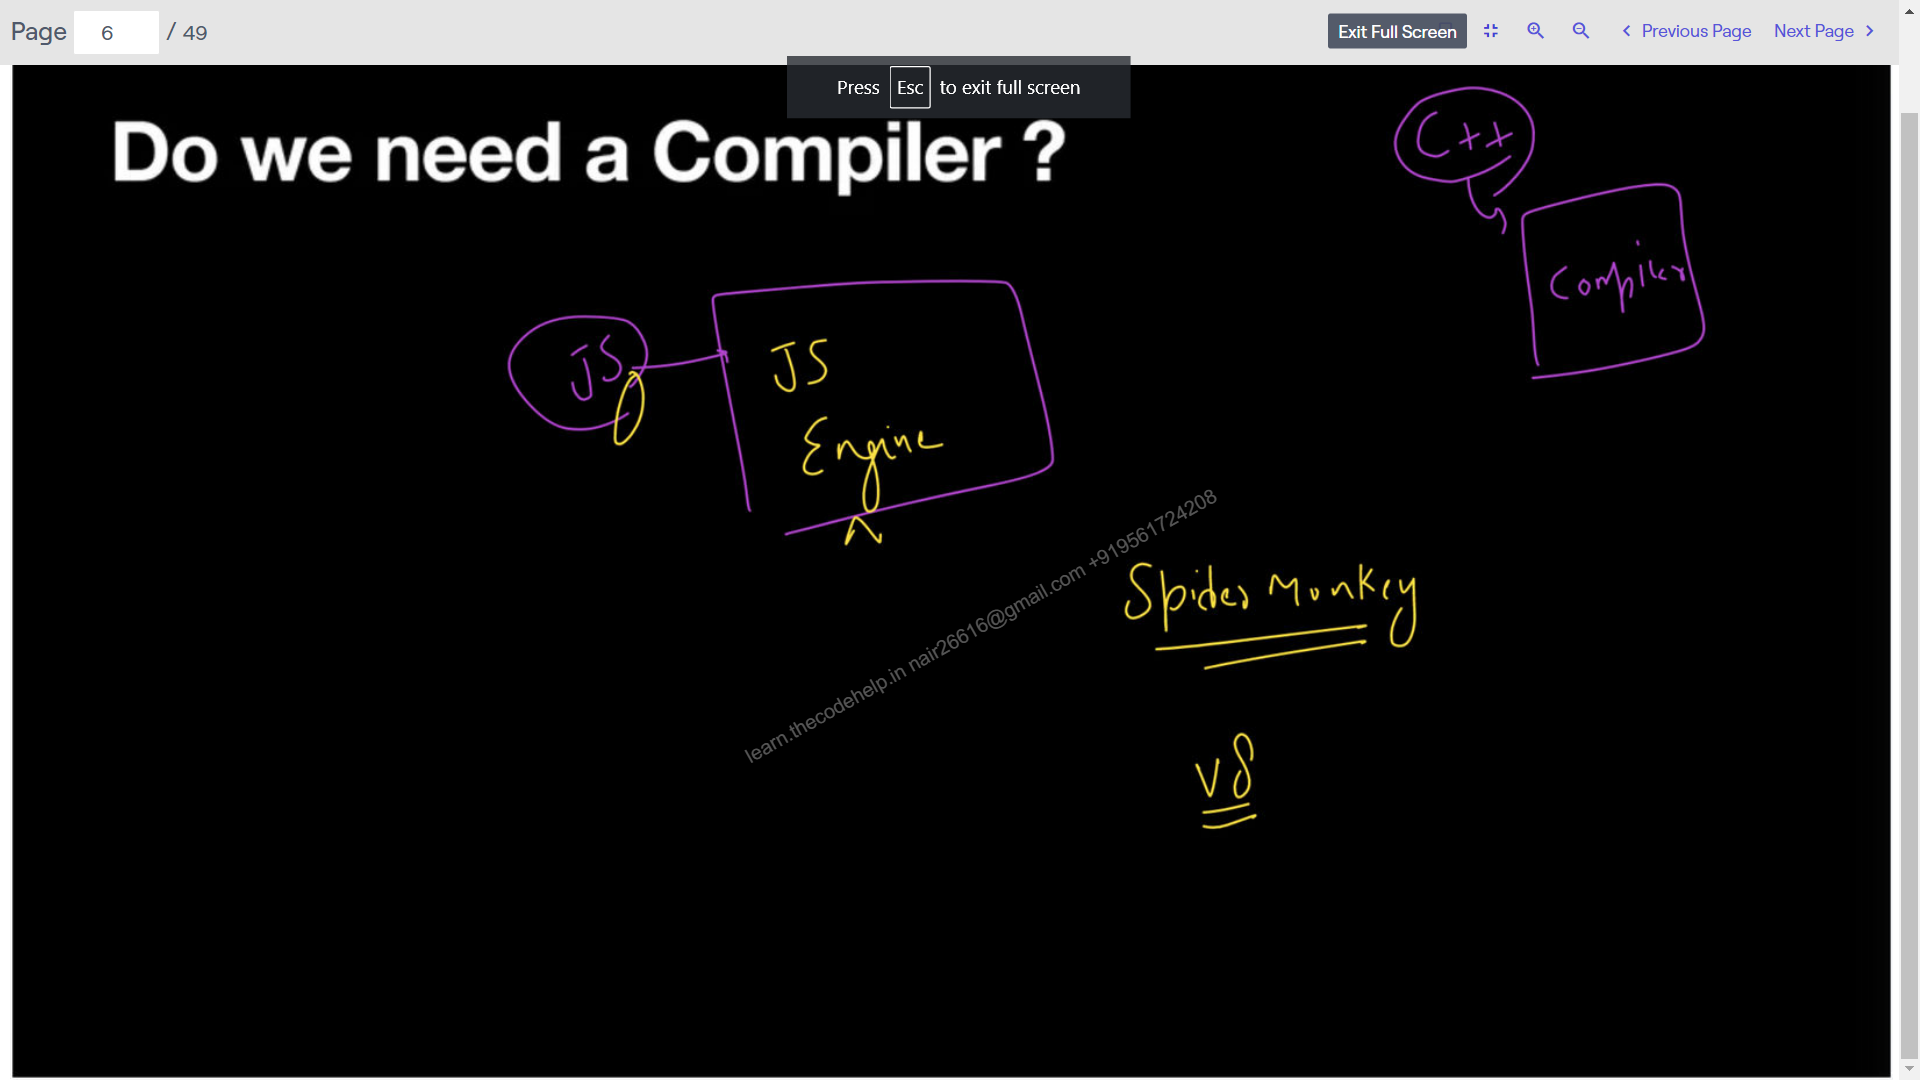 Page 6 / 49 Exit Full Screen Previous Page Next Page
Press Esc to exit full screen
Do we need a Compiler ?
C++
Compiler
JS
JS
Engine
Spider Monkey
learn.thecodehelp.in nair26616@gmail.com +919561724208
V8